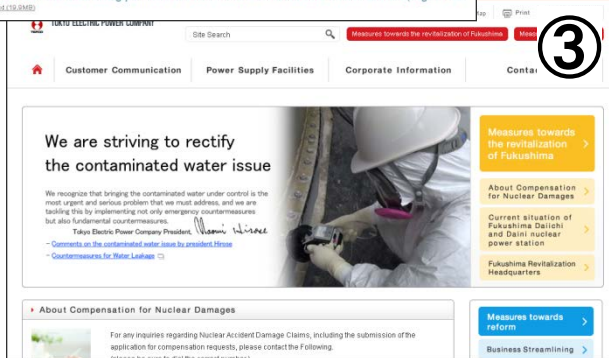 (19.9MB)
Print
③
TOKYO ELECTRIC POWER COMPANY
Site Search
Measures towards the revitalization of Fukushima
Customer Communication
Power Supply Facilities
Corporate Information
We are striving to rectify
the contaminated water issue
We recognize that bringing the contaminated water under control is the
most urgent and serious problem that we must address, and we are
tackling this by implementing not only emergency countermeasures
but also fundamental countermeasures.
Tokyo Electric Power Company President,
- Comments on the contaminated water issue by president Hirose
- Countermeasures for Water Leakage
Measures towards
the revitalization
of Fukushima
About Compensation
for Nuclear Damages
Current situation of
Fukushima Daiichi
and Daini nuclear
power station
Fukushima Revitalization
Headquarters
About Compensation for Nuclear Damages
For any inquiries regarding Nuclear Accident Damage Claims, including the submission of the
application for compensation requests, please contact the Following.
Measures towards
reform
Business Streamlining